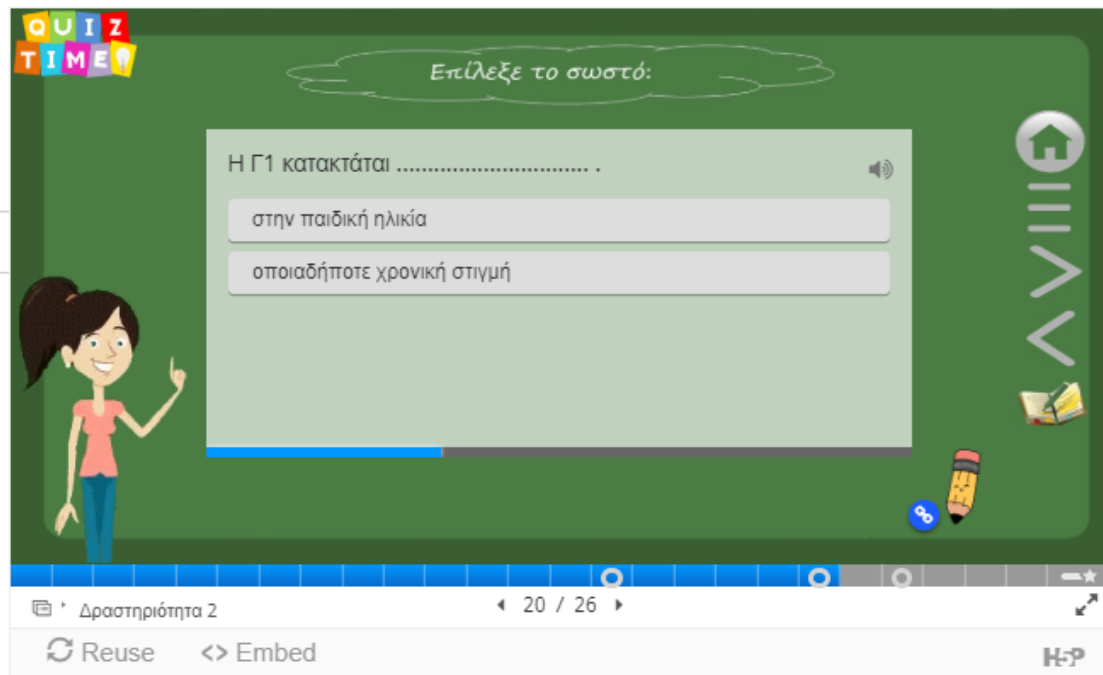 QUIZ
TIME
Επίλεξε το σωστό:
Η Γ1 κατακτάται ............................... .
στην παιδική ηλικία
οποιαδήποτε χρονική στιγμή
Δραστηριότητα 2
20 / 26
Reuse
<> Embed
H5P